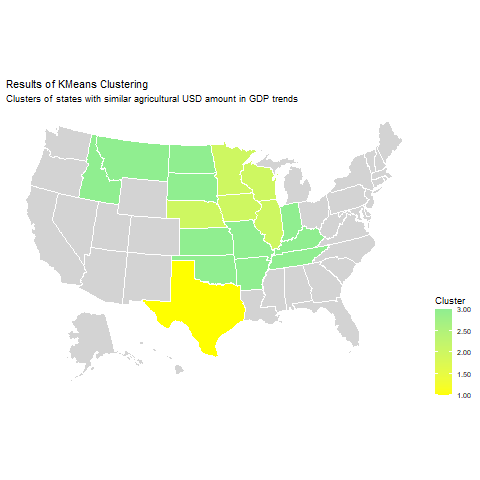 Results of KMeans Clustering
Clusters of states with similar agricultural USD amount in GDP trends
Cluster
3.00
2.50
2.00
1.50
1.00